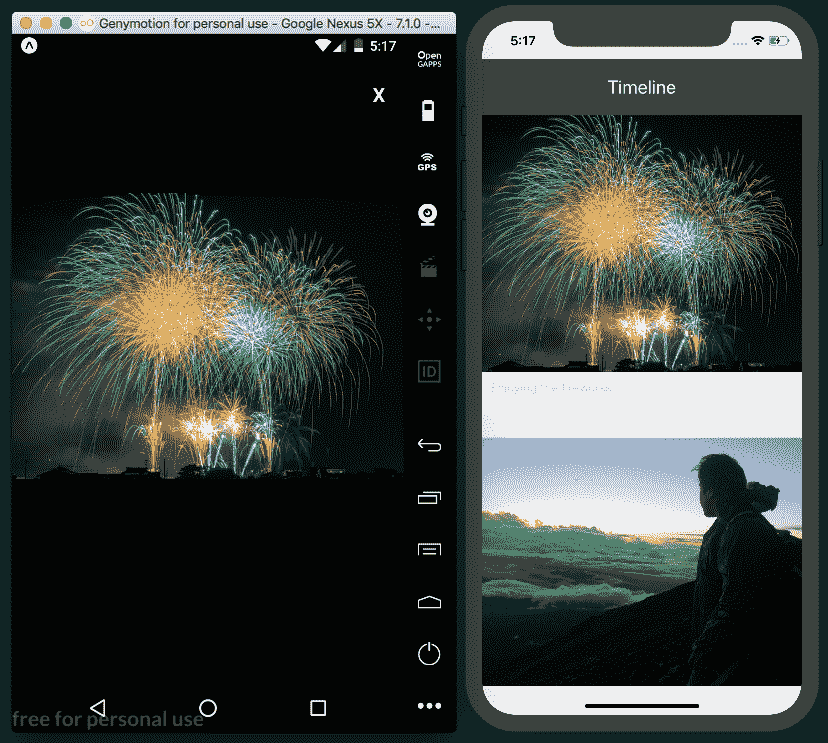 Genymotion for personal use - Google Nexus 5X - 7.1.0 -...
5:17
Open
GAPPS
X
GPS
ID
free for personal use
5:17
Timeline
Enjoying the fireworks